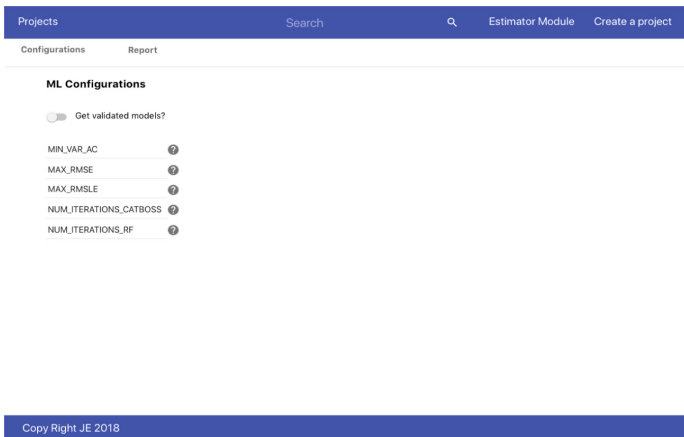 Projects Search Estimator Module Create a project
Configurations Report
ML Configurations
Get validated models?
MIN_VAR_AC ?
MAX_RMSE ?
MAX_RMSLE ?
NUM_ITERATIONS_CATBOSS ?
NUM_ITERATIONS_RF ?
Copy Right JE 2018